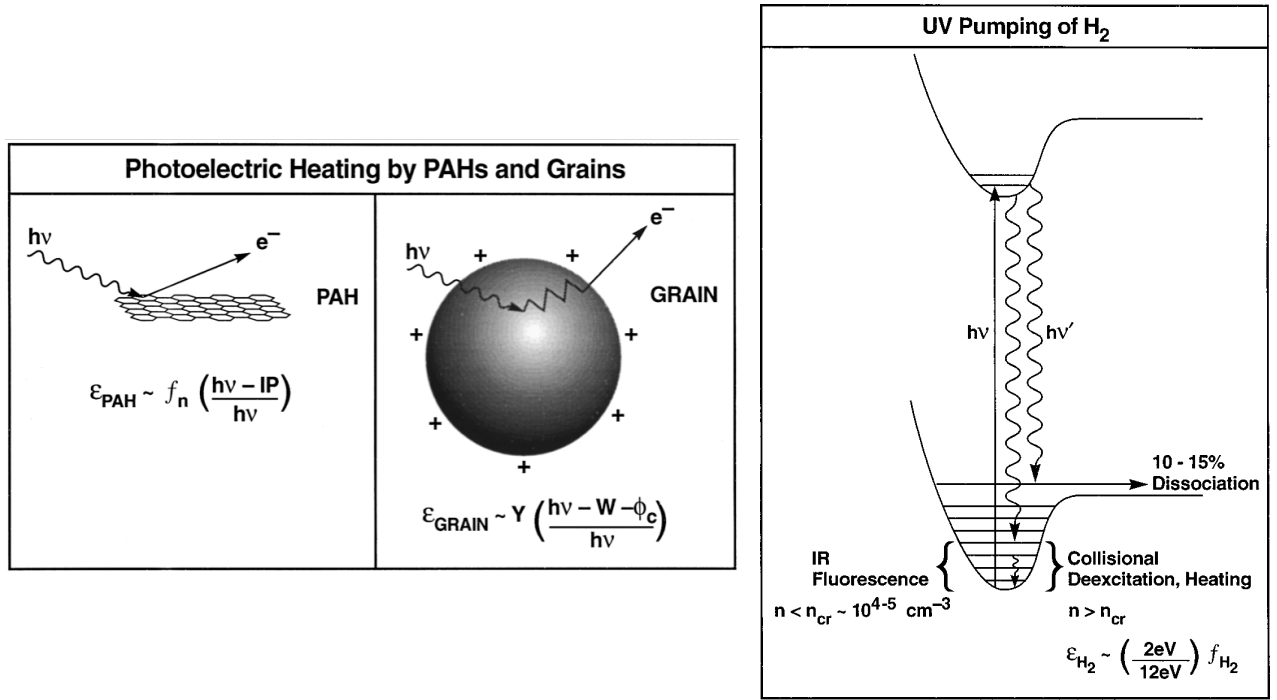 Photoelectric Heating by PAHs and Grains
hν
e⁻
PAH
ε_PAH ~ f_n ( (hν − IP) / hν )
hν
e⁻
GRAIN
+ + + + + + +
ε_GRAIN ~ Y ( (hν − W − ϕ_c) / hν )
UV Pumping of H₂
hν
hν′
10 - 15%
Dissociation
IR
Fluorescence
n < n_cr ~ 10⁴⁻⁵ cm⁻³
Collisional
Deexcitation, Heating
n > n_cr
ε_H₂ ~ ( 2eV / 12eV ) f_H₂